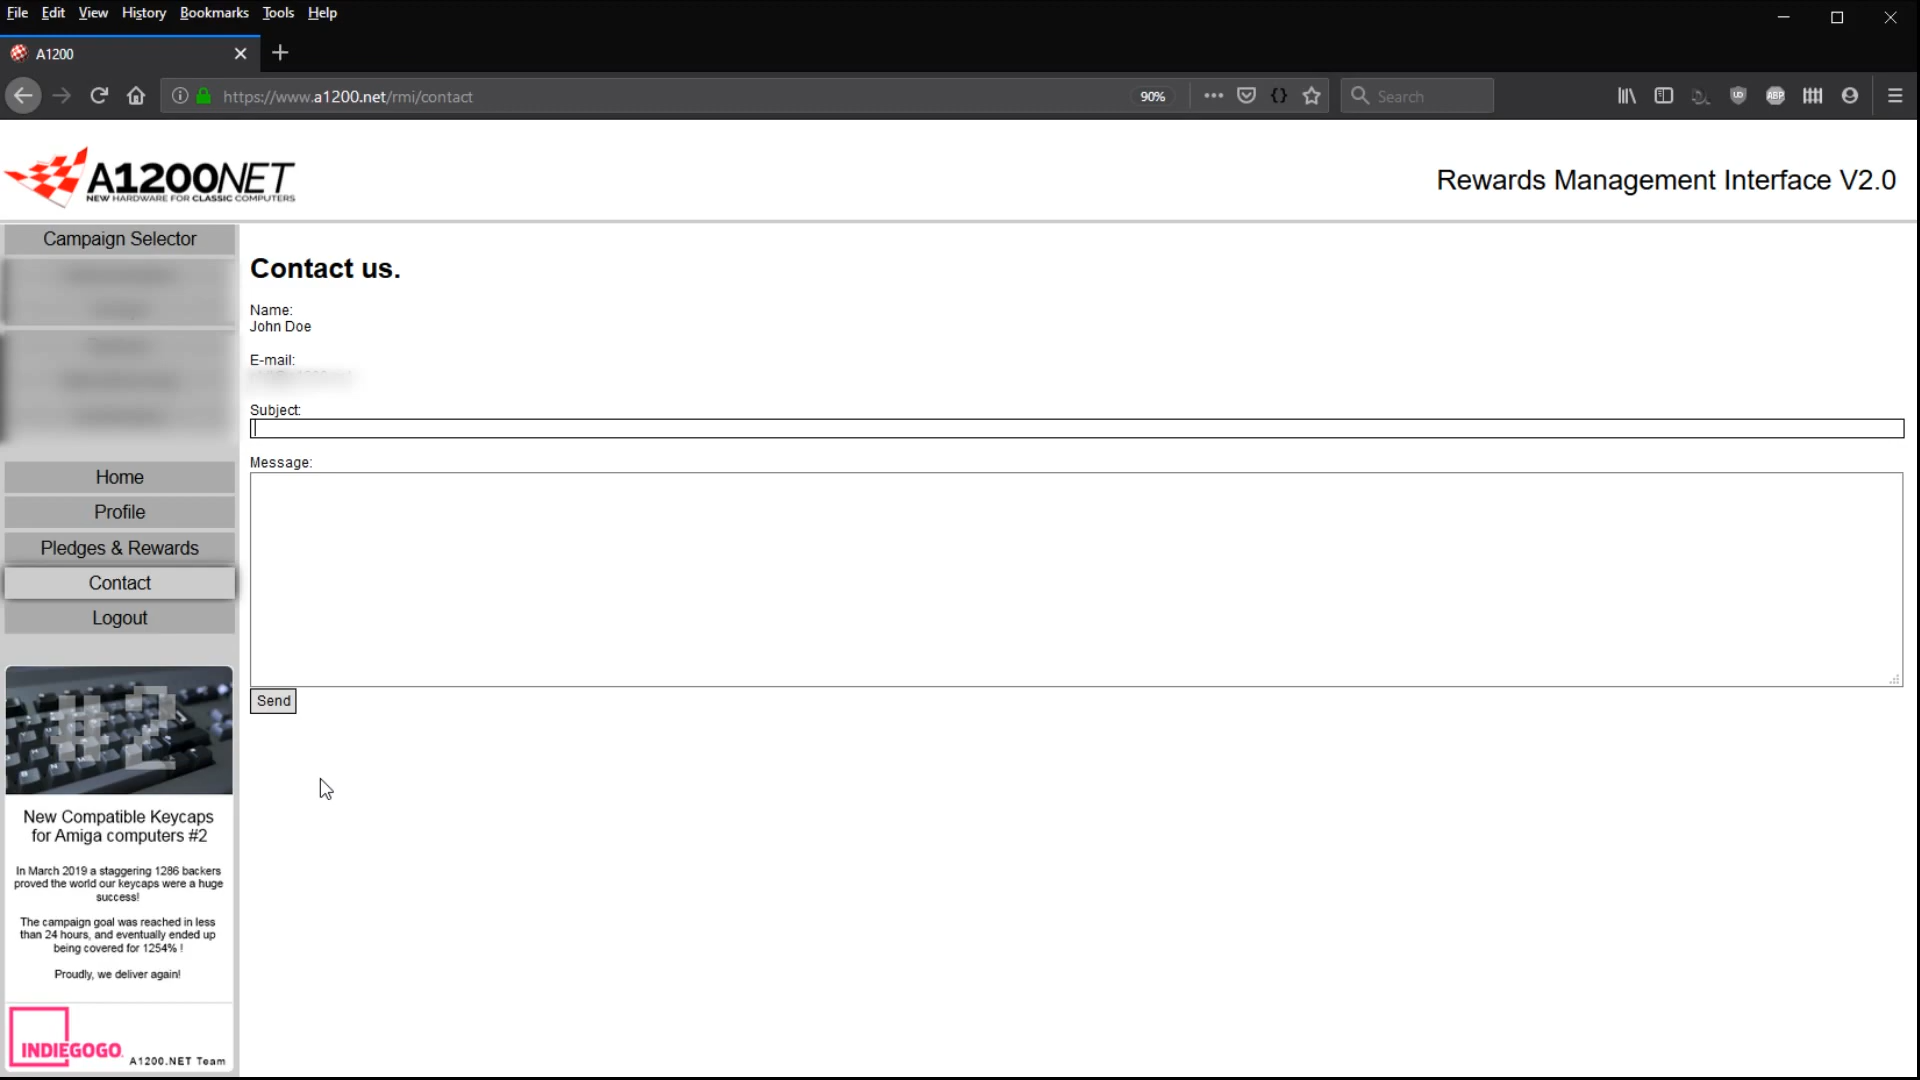 File Edit View History Bookmarks Tools Help
A1200
https://www.a1200.net/rmi/contact
90%
Search
A1200NET
NEW HARDWARE FOR CLASSIC COMPUTERS
Rewards Management Interface V2.0
Campaign Selector
Contact us.
Name:
John Doe
E-mail:
Subject:
Message:
Send
Home
Profile
Pledges & Rewards
Contact
Logout
#2
New Compatible Keycaps
for Amiga computers #2
In March 2019 a staggering 1286 backers
proved the world our keycaps were a huge
success!
The campaign goal was reached in less
than 24 hours, and eventually ended up
being covered for 1254% !
Proudly, we deliver again!
INDIEGOGO.
A1200.NET Team